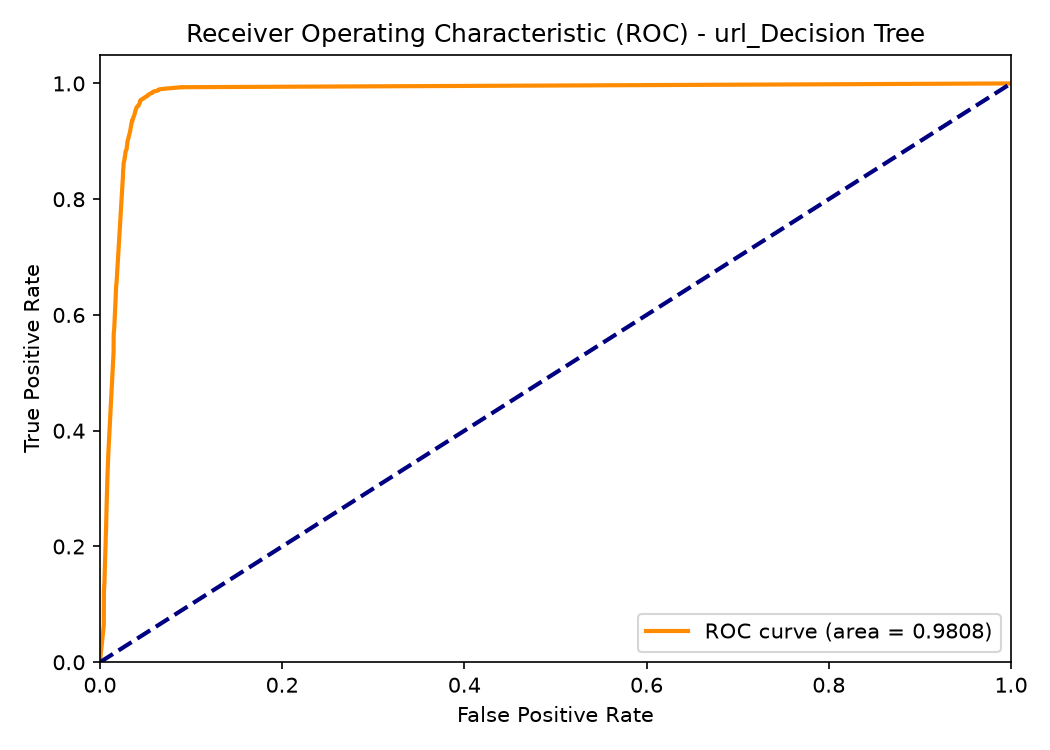 Receiver Operating Characteristic (ROC) - url_Decision Tree
True Positive Rate
1.0
0.8
0.6
0.4
0.2
0.0
ROC curve (area = 0.9808)
0.0 0.2 0.4 0.6 0.8 1.0
False Positive Rate